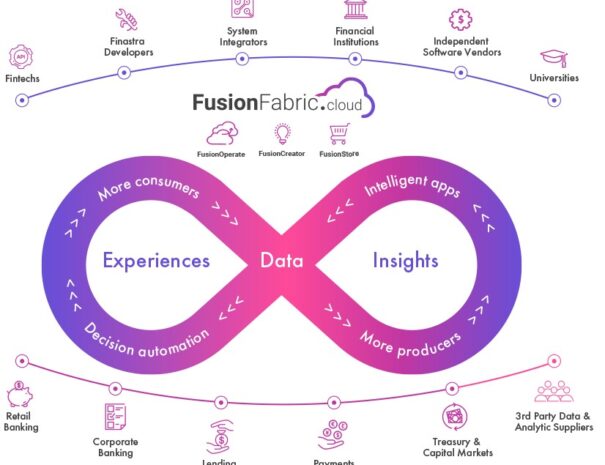 System
Integrators
Financial
Institutions
Finastra
Developers
Independent
Software Vendors
API
$
Fintechs
Universities
FusionFabric.cloud
FusionOperate
FusionCreator
FusionStore
More consumers
>>>
Intelligent apps
<<<
>>>
<<<
Experiences
Data
Insights
<<<
>>>
Decision automation
<<<
More producers
>>>
Retail
Banking
Corporate
Banking
Lending
Payments
Treasury &
Capital Markets
3rd Party Data &
Analytic Suppliers